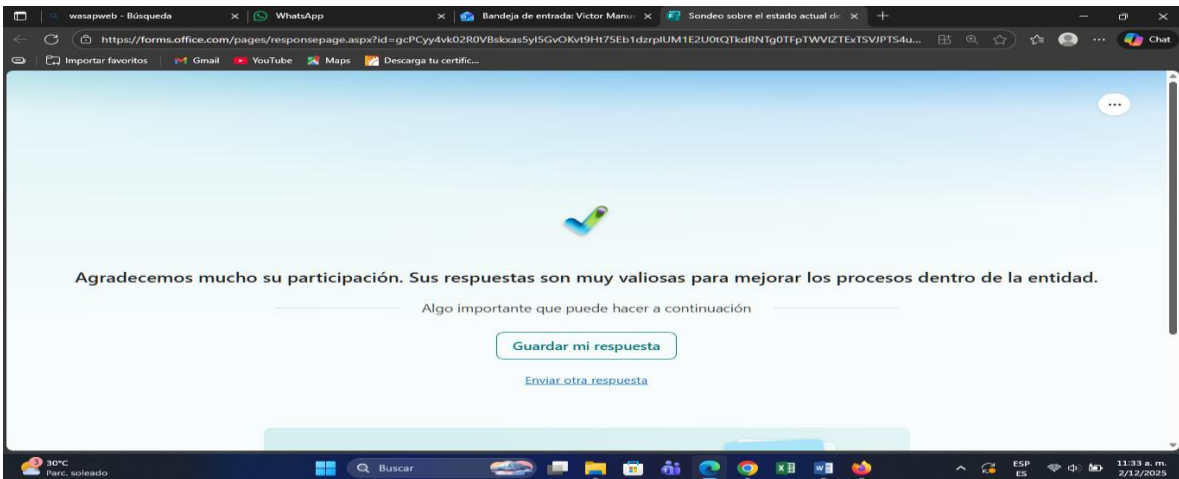 wasapweb - Búsqueda
WhatsApp
Bandeja de entrada: Victor Manu
Sondeo sobre el estado actual de
https://forms.office.com/pages/responsepage.aspx?id=
Chat
Importar favoritos
Gmail
YouTube
Maps
Descarga tu certific...
Agradecemos mucho su participación. Sus respuestas son muy valiosas para mejorar los procesos dentro de la entidad.
Algo importante que puede hacer a continuación
Guardar mi respuesta
Enviar otra respuesta
3
30°C
Parc. soleado
Buscar
ESP
ES
11:33 a. m.
2/12/2025